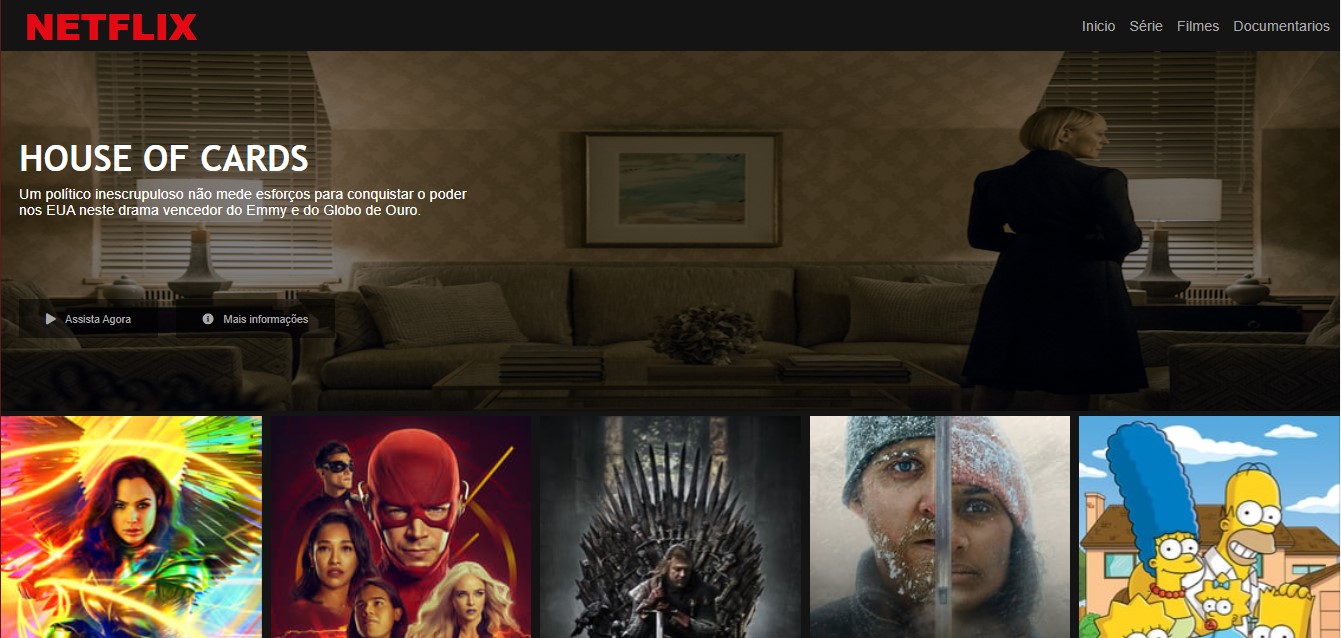 NETFLIX
Inicio Série Filmes Documentarios
HOUSE OF CARDS
Um político inescrupuloso não mede esforços para conquistar o poder
nos EUA neste drama vencedor do Emmy e do Globo de Ouro.
Assista Agora Mais informações